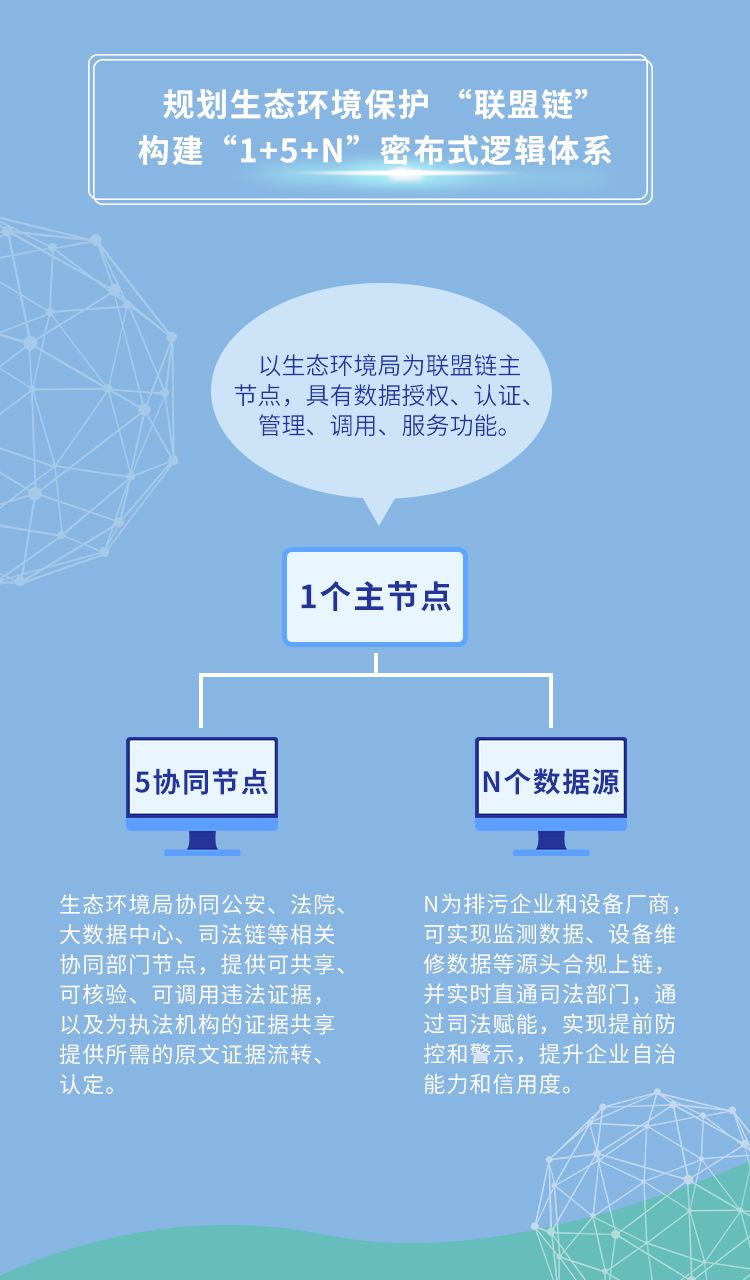 规划生态环境保护 “联盟链”
构建“1+5+N”密布式逻辑体系
以生态环境局为联盟链主
节点，具有数据授权、认证、
管理、调用、服务功能。
1个主节点
5协同节点
N个数据源
生态环境局协同公安、法院、
大数据中心、司法链等相关
协同部门节点，提供可共享、
可核验、可调用违法证据，
以及为执法机构的证据共享
提供所需的原文证据流转、
认定。
N为排污企业和设备厂商，
可实现监测数据、设备维
修数据等源头合规上链，
并实时直通司法部门，通
过司法赋能，实现提前防
控和警示，提升企业自治
能力和信用度。